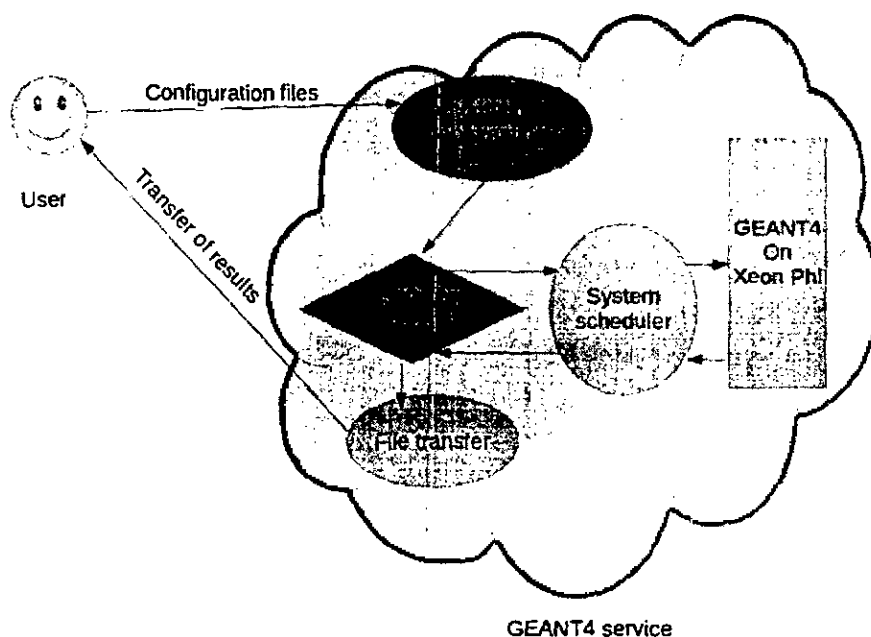 Configuration files
User
Transfer of results
GEANT4
On
Xeon Phi
System
scheduler
File transfer
GEANT4 service